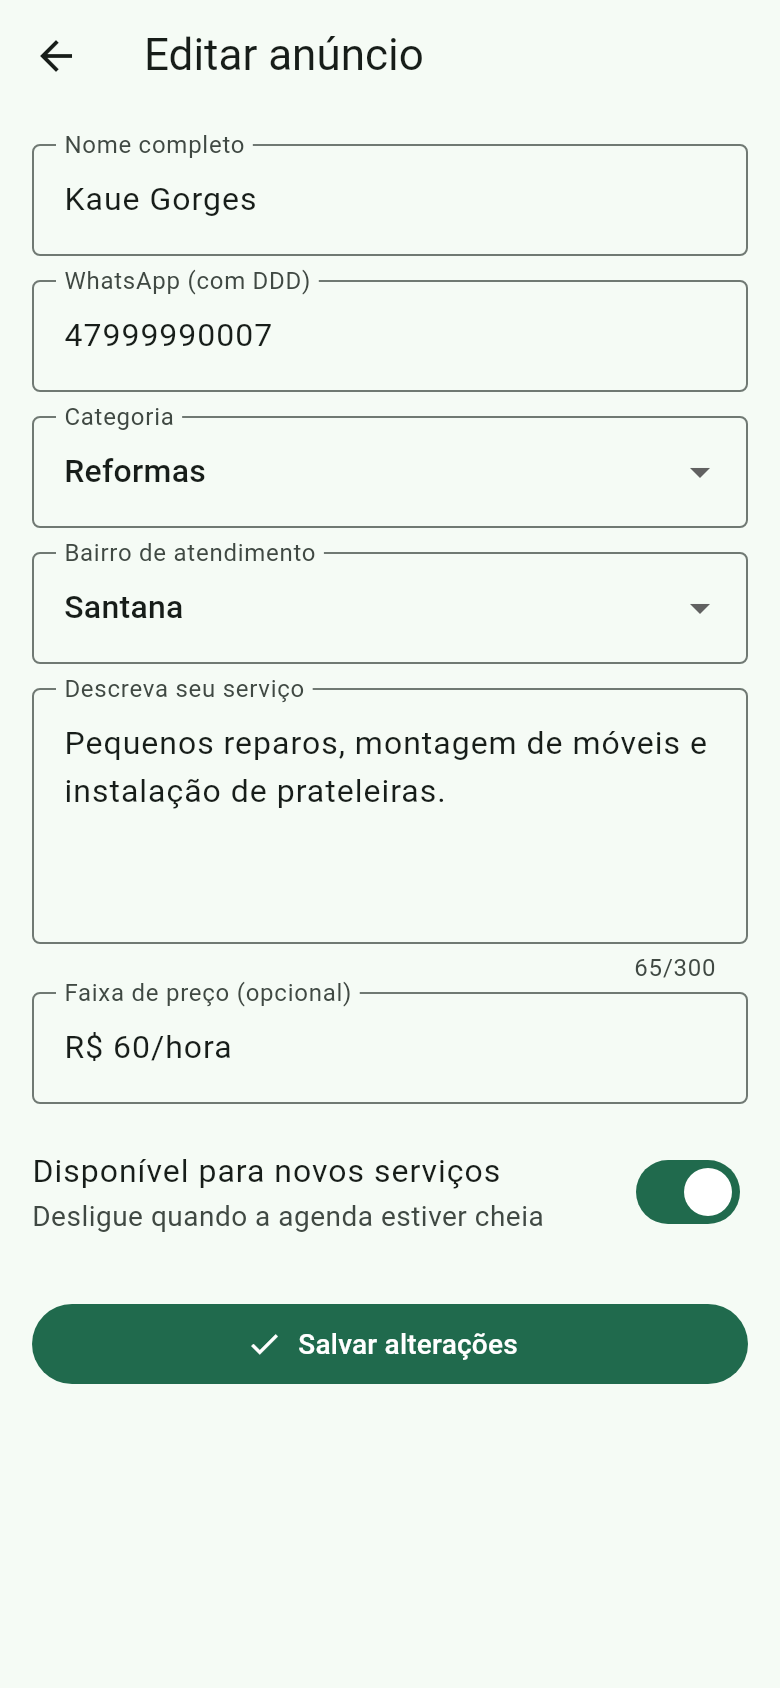 Editar anúncio
Nome completo
Kaue Gorges
WhatsApp (com DDD)
47999990007
Categoria
Reformas
Bairro de atendimento
Santana
Descreva seu serviço
Pequenos reparos, montagem de móveis e
instalação de prateleiras.
65/300
Faixa de preço (opcional)
R$ 60/hora
Disponível para novos serviços
Desligue quando a agenda estiver cheia
Salvar alterações